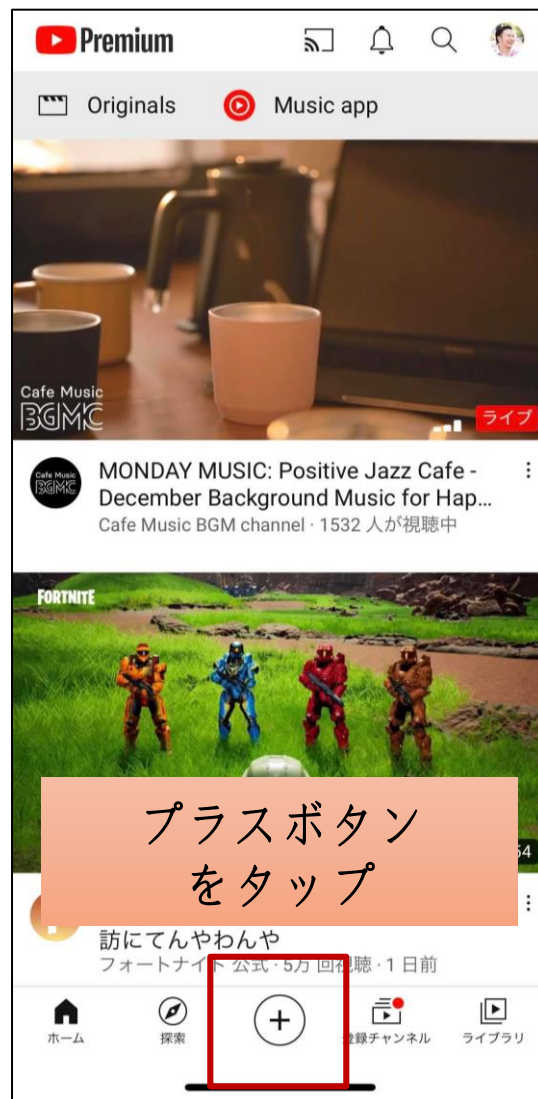 Premium
Originals
Music app
Cafe Music
BGMC
ライブ
Cafe Music
BGMC
MONDAY MUSIC: Positive Jazz Cafe -
December Background Music for Hap...
Cafe Music BGM channel · 1532 人が視聴中
FORTNITE
プラスボタン
をタップ
54
訪にてんやわんや
フォートナイト 公式 · 5万 回視聴 · 1 日前
ホーム
探索
登録チャンネル
ライブラリ